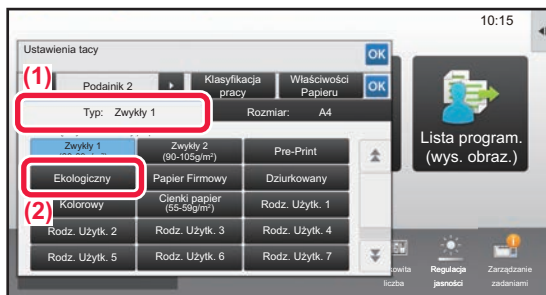 10:15
Ustawienia tacy
OK
(1)
Podajnik 2
Klasyfikacja pracy
Właściwości Papieru
OK
Typ: Zwykły 1
Rozmiar: A4
Zwykły 1
Zwykły 2
(90-105g/m²)
Pre-Print
Ekologiczny
Papier Firmowy
Dziurkowany
(2)
Kolorowy
Cienki papier
(55-59g/m²)
Rodz. Użytk. 1
Rodz. Użytk. 2
Rodz. Użytk. 3
Rodz. Użytk. 4
Rodz. Użytk. 5
Rodz. Użytk. 6
Rodz. Użytk. 7
Lista program.
(wys. obraz.)
liczba
Regulacja
jasności
Zarządzanie
zadaniami